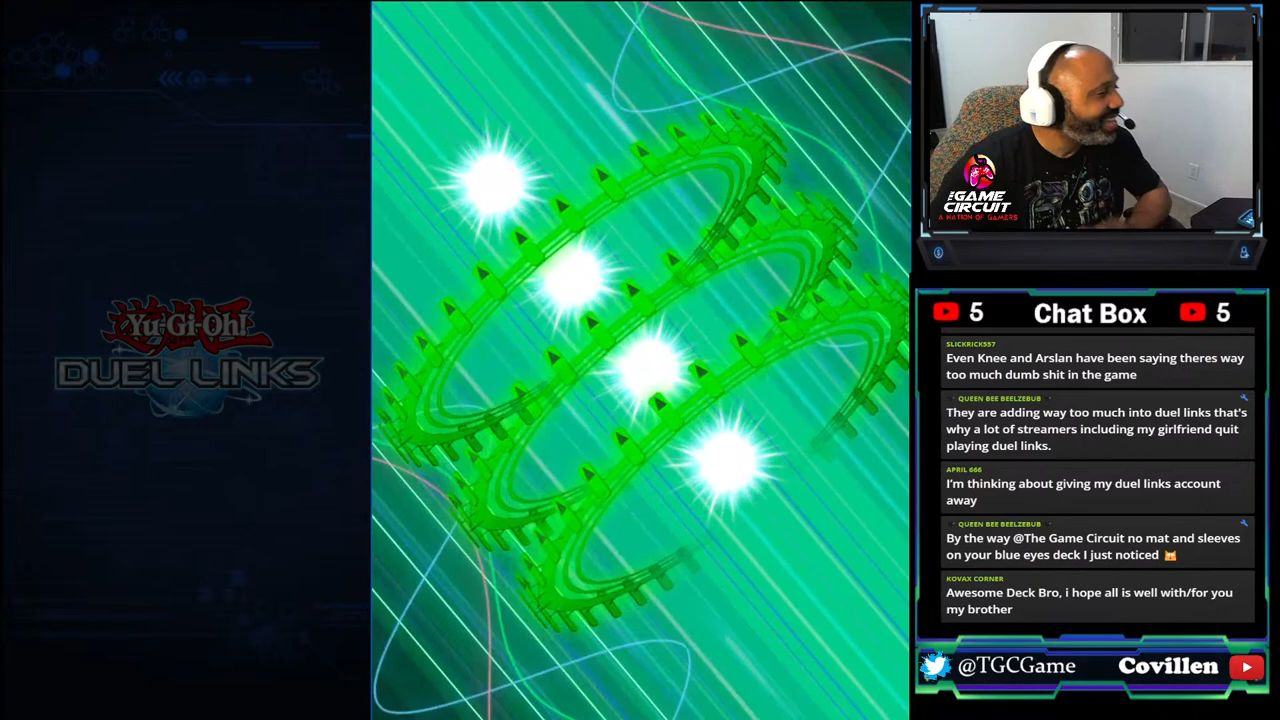 Yu-Gi-Oh!
DUEL LINKS
THE GAME
CIRCUIT
A NATION OF GAMERS
5 Chat Box 5
SLICKRICK557
Even Knee and Arslan have been saying theres way
too much dumb shit in the game
QUEEN BEE BEELZEBUB
They are adding way too much into duel links that's
why a lot of streamers including my girlfriend quit
playing duel links.
APRIL 666
I'm thinking about giving my duel links account
away
QUEEN BEE BEELZEBUB
By the way @The Game Circuit no mat and sleeves
on your blue eyes deck I just noticed
KOVAX CORNER
Awesome Deck Bro, i hope all is well with/for you
my brother
@TGCGame Covillen